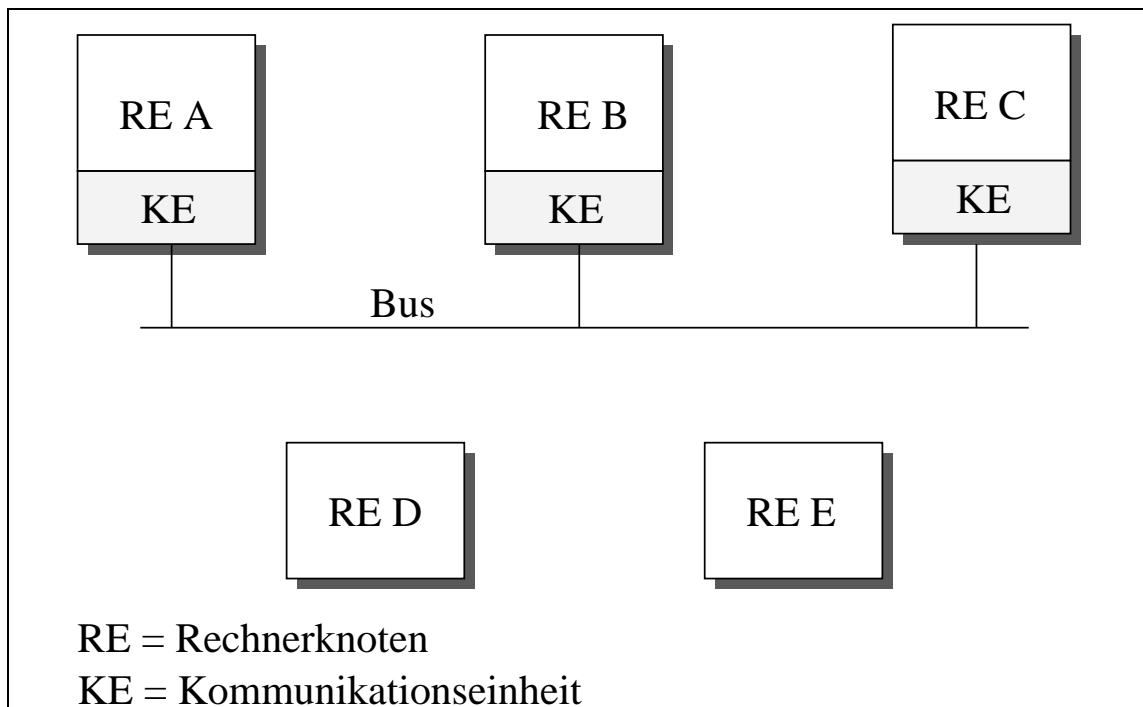 RE A
RE B
RE C
KE
KE
KE
Bus
RE D
RE E
RE = Rechnerknoten
KE = Kommunikationseinheit